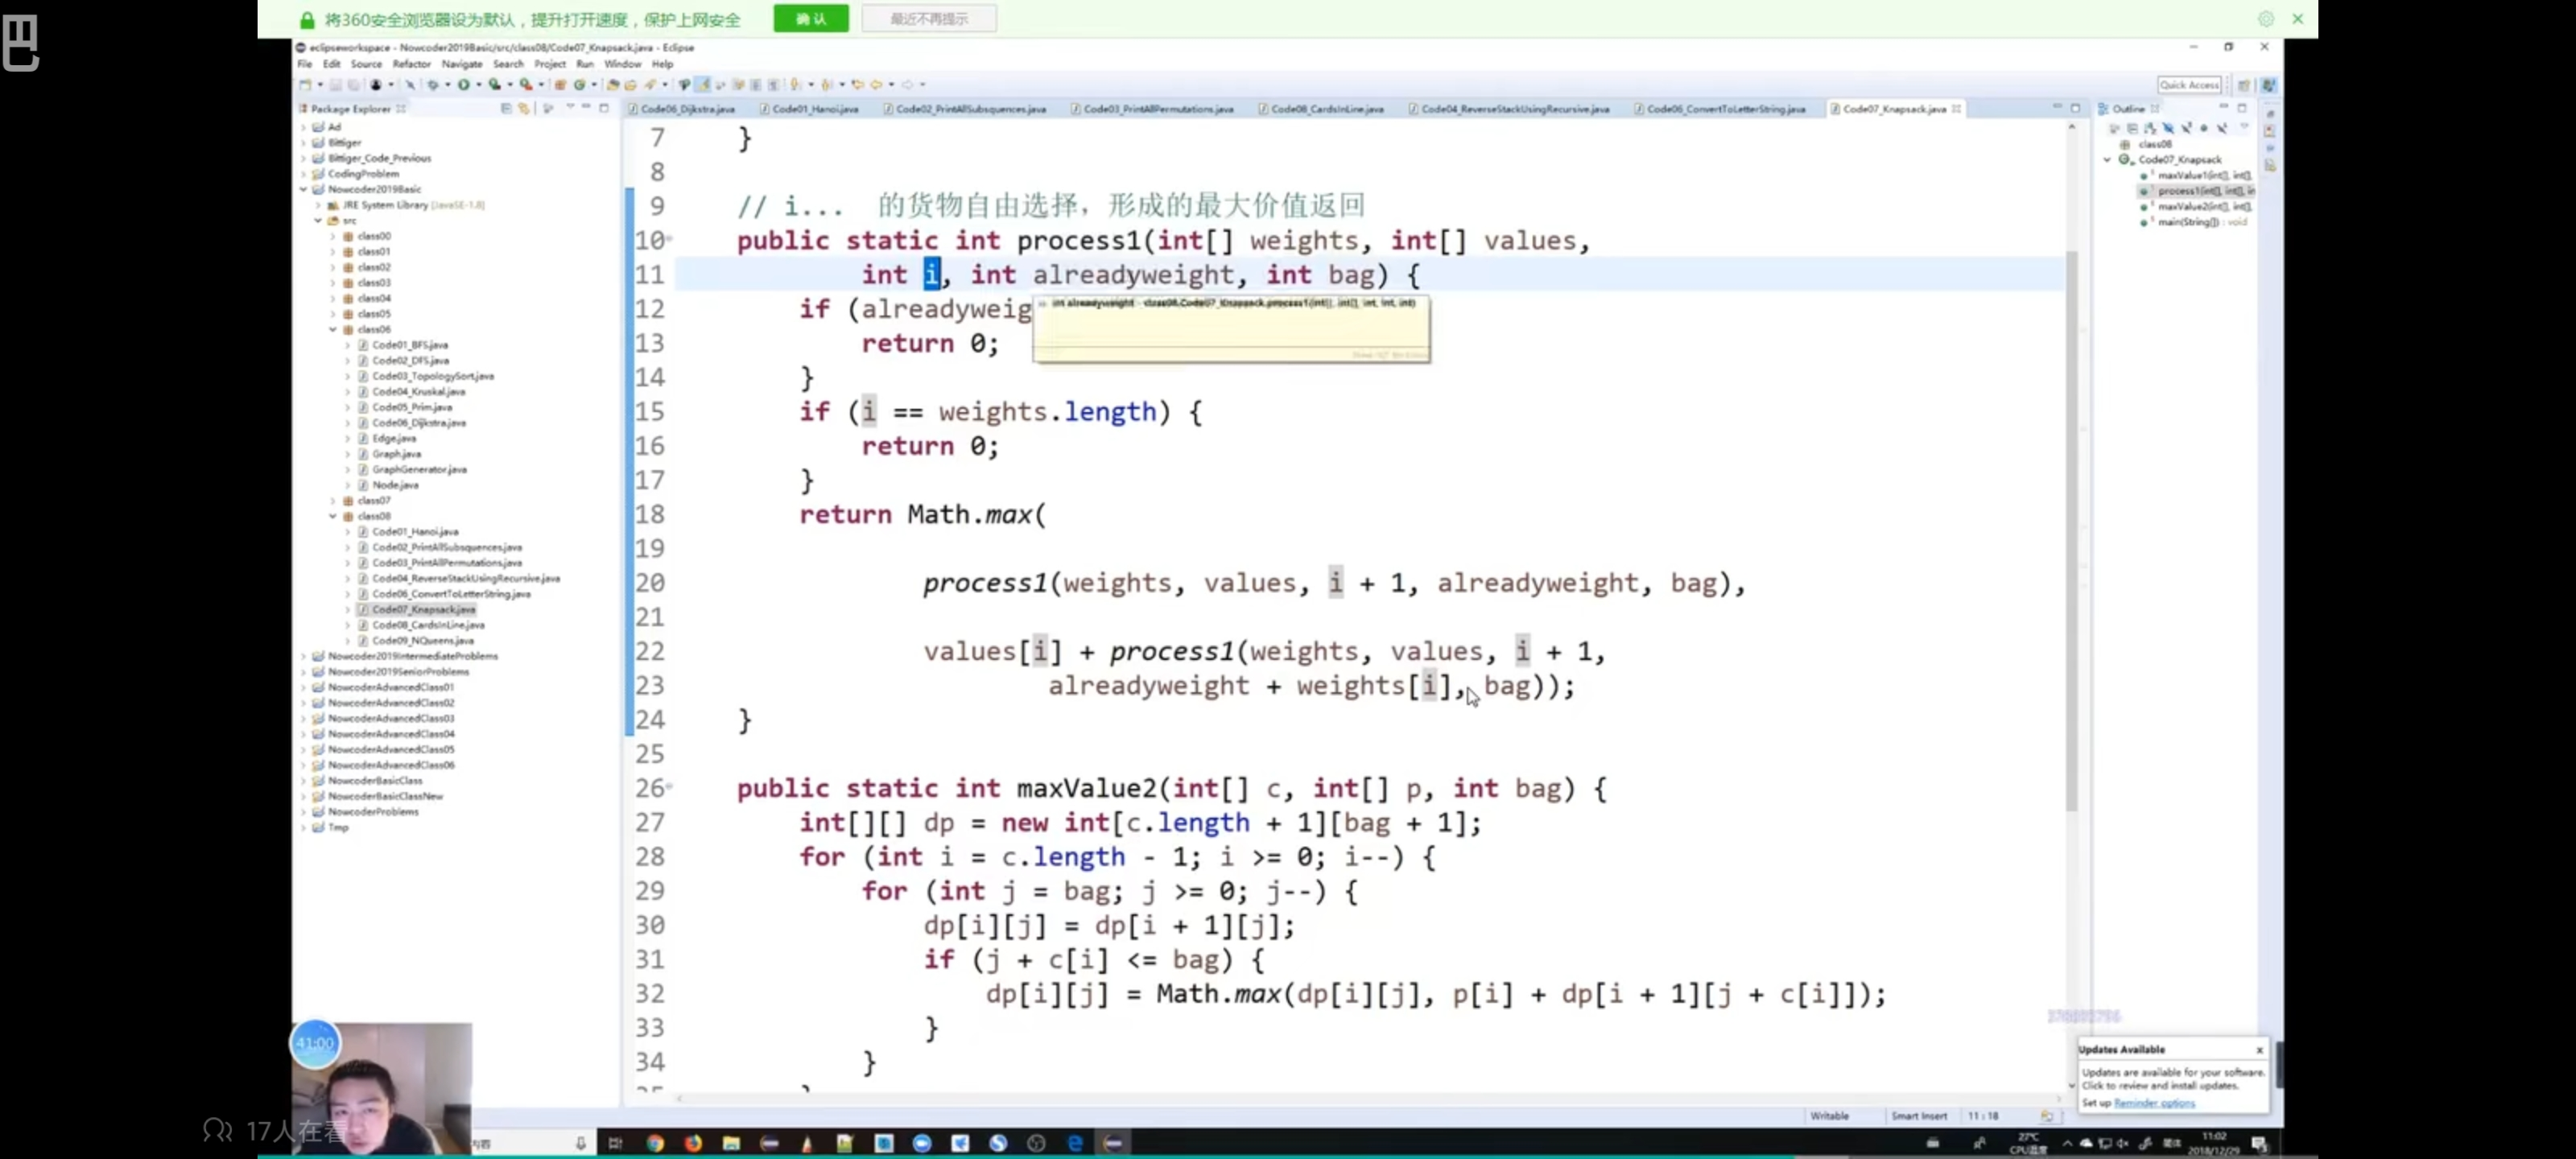 将360安全浏览器设为默认，提升打开速度，保护上网安全
确认
最近不再提示
eclipseworkspace - Nowcoder2019Basic/src/class08/Code07_Knapsack.java - Eclipse
File Edit Source Refactor Navigate Search Project Run Window Help
Quick Access
Package Explorer
Ad
Bittiger
Bittiger_Code_Previous
CodingProblem
Nowcoder2019Basic
JRE System Library [JavaSE-1.8]
src
class00
class01
class02
class03
class04
class05
class06
Code01_BFS.java
Code02_DFS.java
Code03_TopologySort.java
Code04_Kruskal.java
Code05_Prim.java
Code06_Dijkstra.java
Edge.java
Graph.java
GraphGenerator.java
Node.java
class07
class08
Code01_Hanoi.java
Code02_PrintAllSubsquences.java
Code03_PrintAllPermutations.java
Code04_ReverseStackUsingRecursive.java
Code06_ConvertToLetterString.java
Code07_Knapsack.java
Code08_CardsInLine.java
Code09_NQueens.java
Nowcoder2019IntermediateProblems
Nowcoder2019SeniorProblems
NowcoderAdvancedClass01
NowcoderAdvancedClass02
NowcoderAdvancedClass03
NowcoderAdvancedClass04
NowcoderAdvancedClass05
NowcoderAdvancedClass06
NowcoderBasicClass
NowcoderBasicClassNew
NowcoderProblems
Tmp
Code06_Dijkstra.java Code01_Hanoi.java Code02_PrintAllSubsquences.java Code03_PrintAllPermutations.java Code08_CardsInLine.java Code04_ReverseStackUsingRecursive.java Code06_ConvertToLetterString.java Code07_Knapsack.java
7 }
8
9 // i... 的货物自由选择，形成的最大价值返回
10 public static int process1(int[] weights, int[] values,
11 int i, int alreadyweight, int bag) {
12 if (alreadyweig
int alreadyweight - class08.Code07_Knapsack.process1(int[], int[], int, int, int)
13 return 0;
14 }
15 if (i == weights.length) {
16 return 0;
17 }
18 return Math.max(
19
20 process1(weights, values, i + 1, alreadyweight, bag),
21
22 values[i] + process1(weights, values, i + 1,
23 alreadyweight + weights[i], bag));
24 }
25
26 public static int maxValue2(int[] c, int[] p, int bag) {
27 int[][] dp = new int[c.length + 1][bag + 1];
28 for (int i = c.length - 1; i >= 0; i--) {
29 for (int j = bag; j >= 0; j--) {
30 dp[i][j] = dp[i + 1][j];
31 if (j + c[i] <= bag) {
32 dp[i][j] = Math.max(dp[i][j], p[i] + dp[i + 1][j + c[i]]);
33 }
34 }
Outline
class08
Code07_Knapsack
maxValue1(int[], int[],
process1(int[], int[], in
maxValue2(int[], int[],
main(String[]) : void
Updates Available
Updates are available for your software.
Click to review and install updates.
Set up Reminder options
Writable Smart Insert 11 : 18
41:00
17人在看
内容
27℃
CPU温度
11:02
2018/12/29